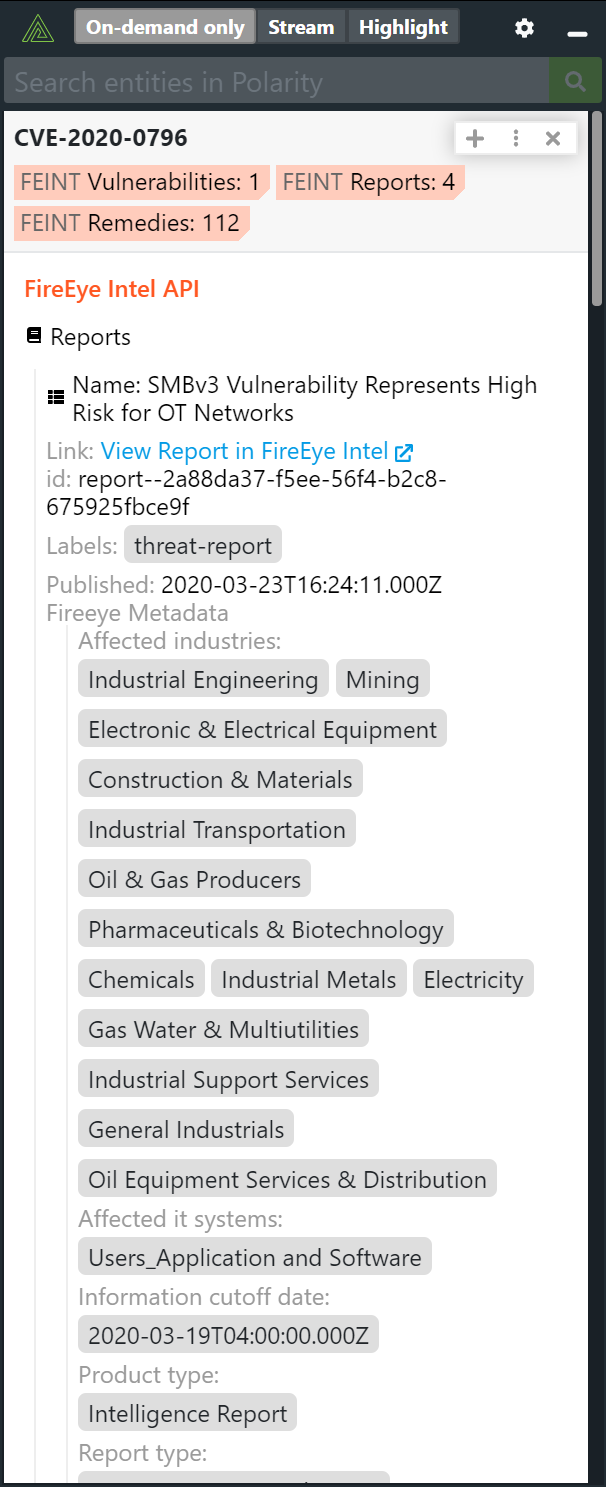 On-demand only Stream Highlight
Search entities in Polarity
CVE-2020-0796
FEINT Vulnerabilities: 1 FEINT Reports: 4
FEINT Remedies: 112
FireEye Intel API
Reports
Name: SMBv3 Vulnerability Represents High
Risk for OT Networks
Link: View Report in FireEye Intel
id: report--2a88da37-f5ee-56f4-b2c8-
675925fbce9f
Labels: threat-report
Published: 2020-03-23T16:24:11.000Z
Fireeye Metadata
Affected industries:
Industrial Engineering Mining
Electronic & Electrical Equipment
Construction & Materials
Industrial Transportation
Oil & Gas Producers
Pharmaceuticals & Biotechnology
Chemicals Industrial Metals Electricity
Gas Water & Multiutilities
Industrial Support Services
General Industrials
Oil Equipment Services & Distribution
Affected it systems:
Users_Application and Software
Information cutoff date:
2020-03-19T04:00:00.000Z
Product type:
Intelligence Report
Report type: